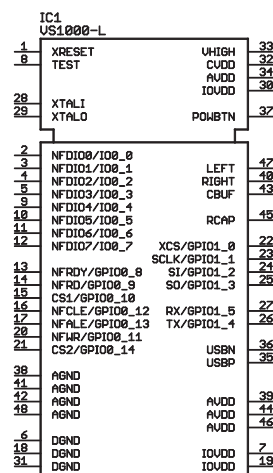 IC1
VS1000-L
1 XRESET VHIGH 33
8 TEST CVDD 32
AVDD 34
IOVDD 30
28 XTALI
29 XTALO POWBTN 37
2 NFDIO0/IO0_0
3 NFDIO1/IO0_1 LEFT 47
4 NFDIO2/IO0_2 RIGHT 40
5 NFDIO3/IO0_3 CBUF 43
9 NFDIO4/IO0_4
10 NFDIO5/IO0_5 RCAP 45
11 NFDIO6/IO0_6
12 NFDIO7/IO0_7 XCS/GPIO1_0 22
SCLK/GPIO1_1 23
13 NFRDY/GPIO0_8 SI/GPIO1_2 24
14 NFRD/GPIO0_9 SO/GPIO1_3 25
15 CS1/GPIO0_10
16 NFCLE/GPIO0_12 RX/GPIO1_5 27
17 NFALE/GPIO0_13 TX/GPIO1_4 26
20 NFWR/GPIO0_11
21 CS2/GPIO0_14 USBN 36
USBP 35
38 AGND
41 AGND
42 AGND AVDD 39
48 AGND AVDD 44
AVDD 46
6 DGND
18 DGND IOVDD 7
31 DGND IOVDD 19